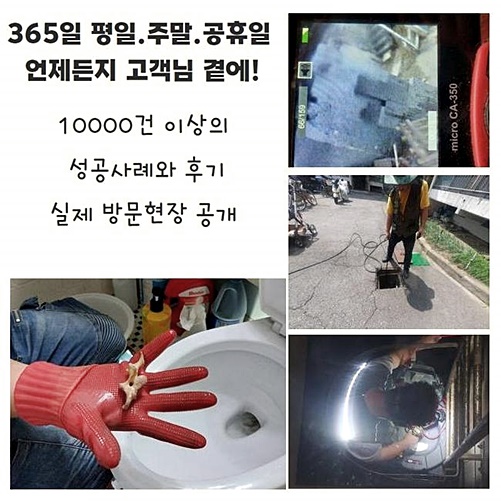 365일 평일.주말.공휴일
언제든지 고객님 곁에!
10000건 이상의
성공사례와 후기
실제 방문현장 공개
66/159
micro CA-350